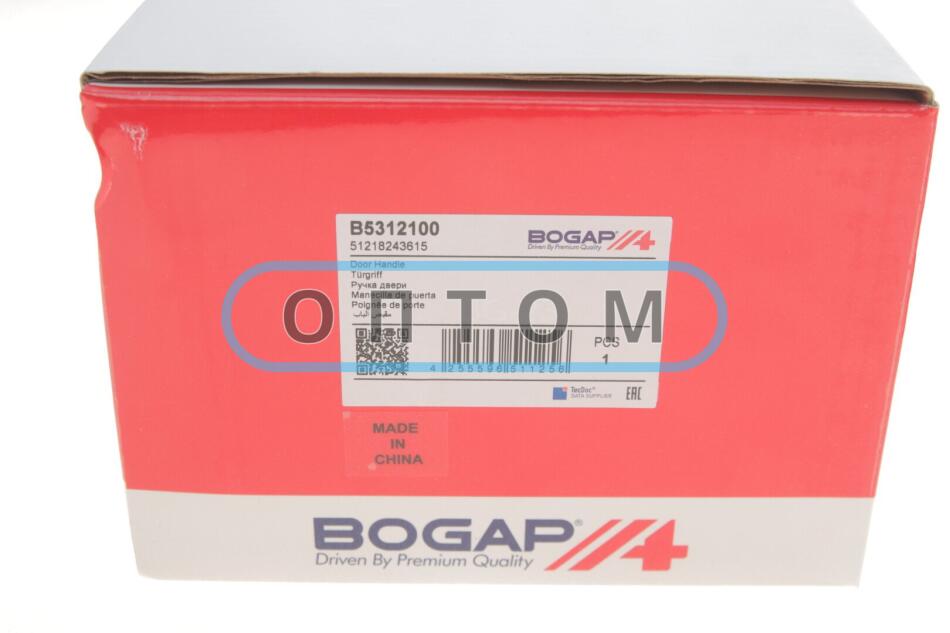 B5312100
51218243615
BOGAP
Driven By Premium Quality
Door Handle
Türgriff
Ручка двери
Manecilla de puerta
Poignée de porte
مقبض الباب
ОПТОМ
PCS
1
4 255596 511256
TecDoc®
DATA SUPPLIER
EAC
MADE
IN
CHINA
BOGAP®
Driven By Premium Quality